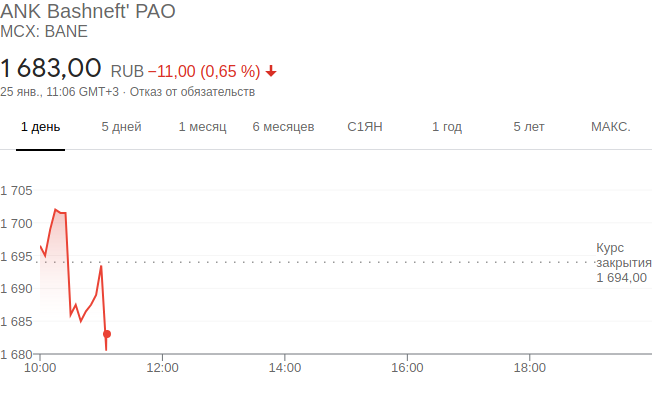 ANK Bashneft' PAO
MCX: BANE
1 683,00 RUB −11,00 (0,65 %)
25 янв., 11:06 GMT+3 · Отказ от обязательств
1 день 5 дней 1 месяц 6 месяцев С1ЯН 1 год 5 лет МАКС.
1 705
1 700
1 695
1 690
1 685
1 680
Курс
закрытия
1 694,00
10:00 12:00 14:00 16:00 18:00